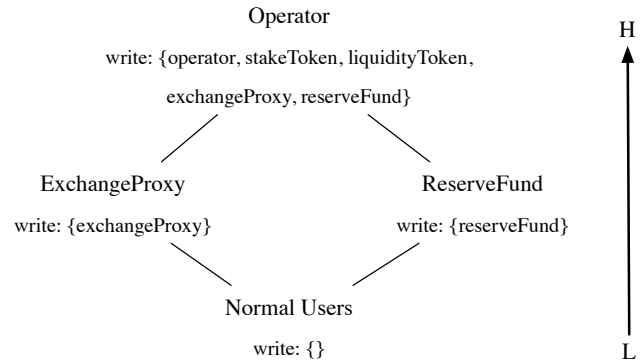 Operator
H
write: {operator, stakeToken, liquidityToken,
exchangeProxy, reserveFund}
ExchangeProxy
ReserveFund
write: {exchangeProxy}
write: {reserveFund}
Normal Users
write: {}
L